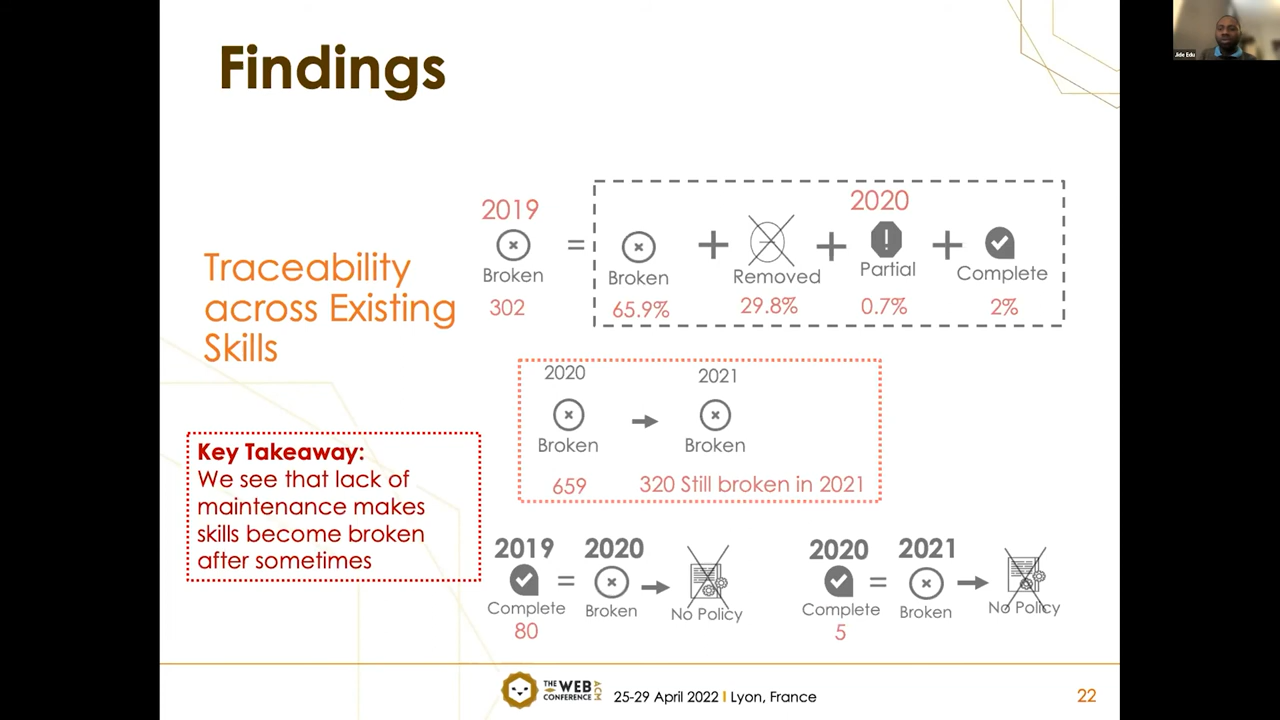 Findings
Jide Edu
Traceability
across Existing
Skills
2019
Broken
302
=
2020
Broken
65.9%
+
Removed
29.8%
+
Partial
0.7%
+
Complete
2%
2020
Broken
659
2021
Broken
320 Still broken in 2021
Key Takeaway:
We see that lack of
maintenance makes
skills become broken
after sometimes
2019
Complete
80
=
2020
Broken
No Policy
2020
Complete
5
=
2021
Broken
No Policy
THE WEB
CONFERENCE
ACM
25-29 April 2022 I Lyon, France
22